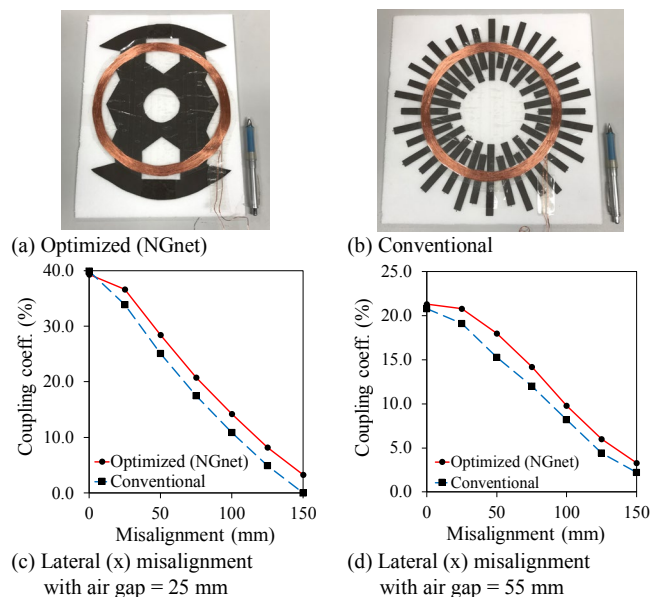 (a) Optimized (NGnet)
(b) Conventional
40.0
30.0
20.0
10.0
0.0
Coupling coeff. (%)
Optimized (NGnet)
Conventional
0
50
100
150
Misalignment (mm)
(c) Lateral (x) misalignment
with air gap = 25 mm
25.0
20.0
15.0
10.0
5.0
0.0
Coupling coeff. (%)
Optimized (NGnet)
Conventional
0
50
100
150
Misalignment (mm)
(d) Lateral (x) misalignment
with air gap = 55 mm